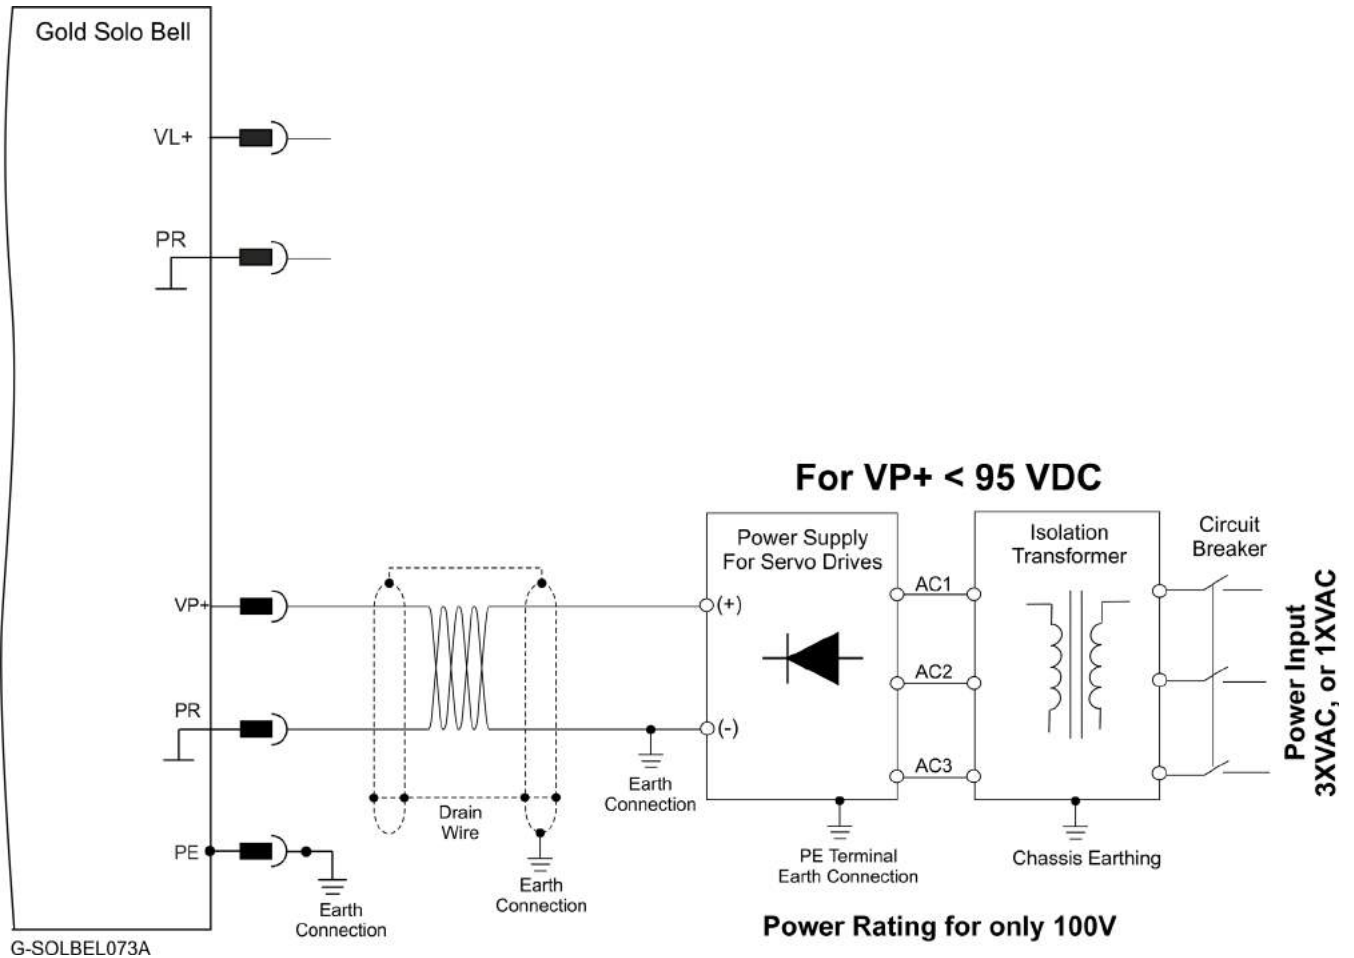 Gold Solo Bell
VL+
PR
For VP+ < 95 VDC
Power Supply
For Servo Drives
Isolation
Transformer
Circuit
Breaker
AC1
VP+
(+)
AC2
Power Input
3XVAC, or 1XVAC
PR
(-)
AC3
Earth
Connection
Drain
Wire
PE
PE Terminal
Earth Connection
Chassis Earthing
Earth
Connection
Earth
Connection
Power Rating for only 100V
G-SOLBEL073A